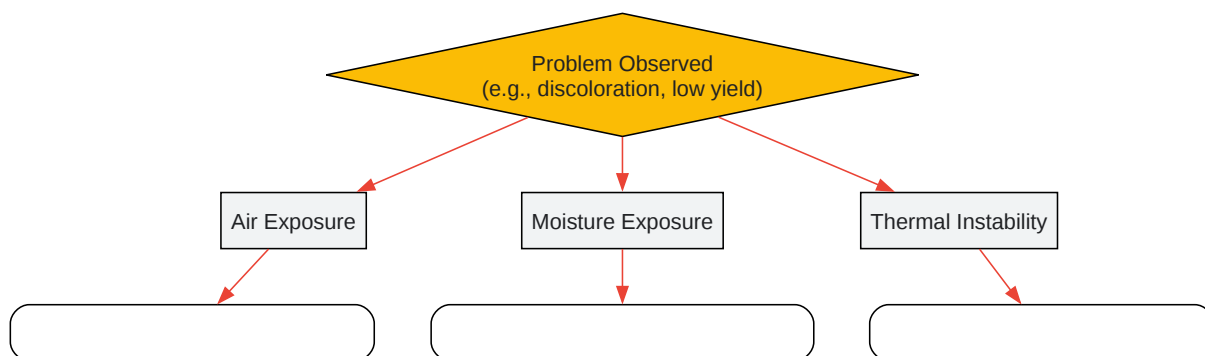 Problem Observed
(e.g., discoloration, low yield)
Air Exposure
Moisture Exposure
Thermal Instability